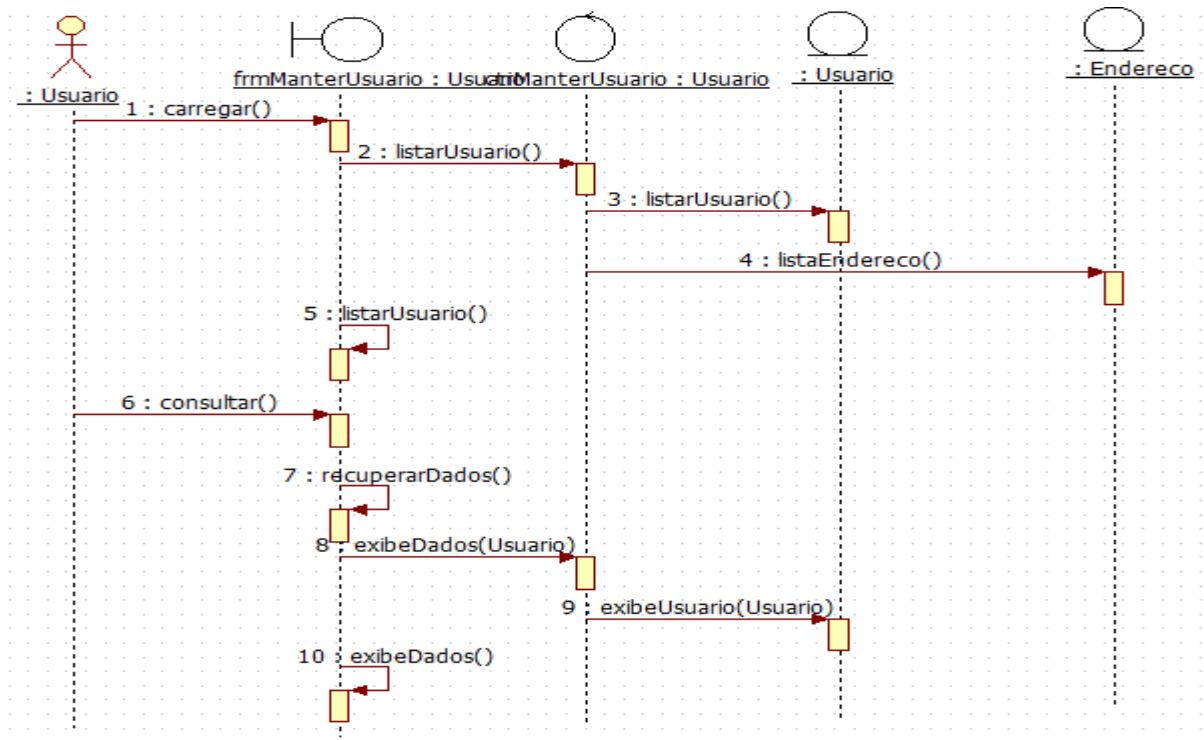 : Usuario
frmManterUsuario : Usuario
ctrlManterUsuario : Usuario
: Usuario
: Endereco
1 : carregar()
2 : listarUsuario()
3 : listarUsuario()
4 : listaEndereco()
5 : listarUsuario()
6 : consultar()
7 : recuperarDados()
8 : exibeDados(Usuario)
9 : exibeUsuario(Usuario)
10 : exibeDados()